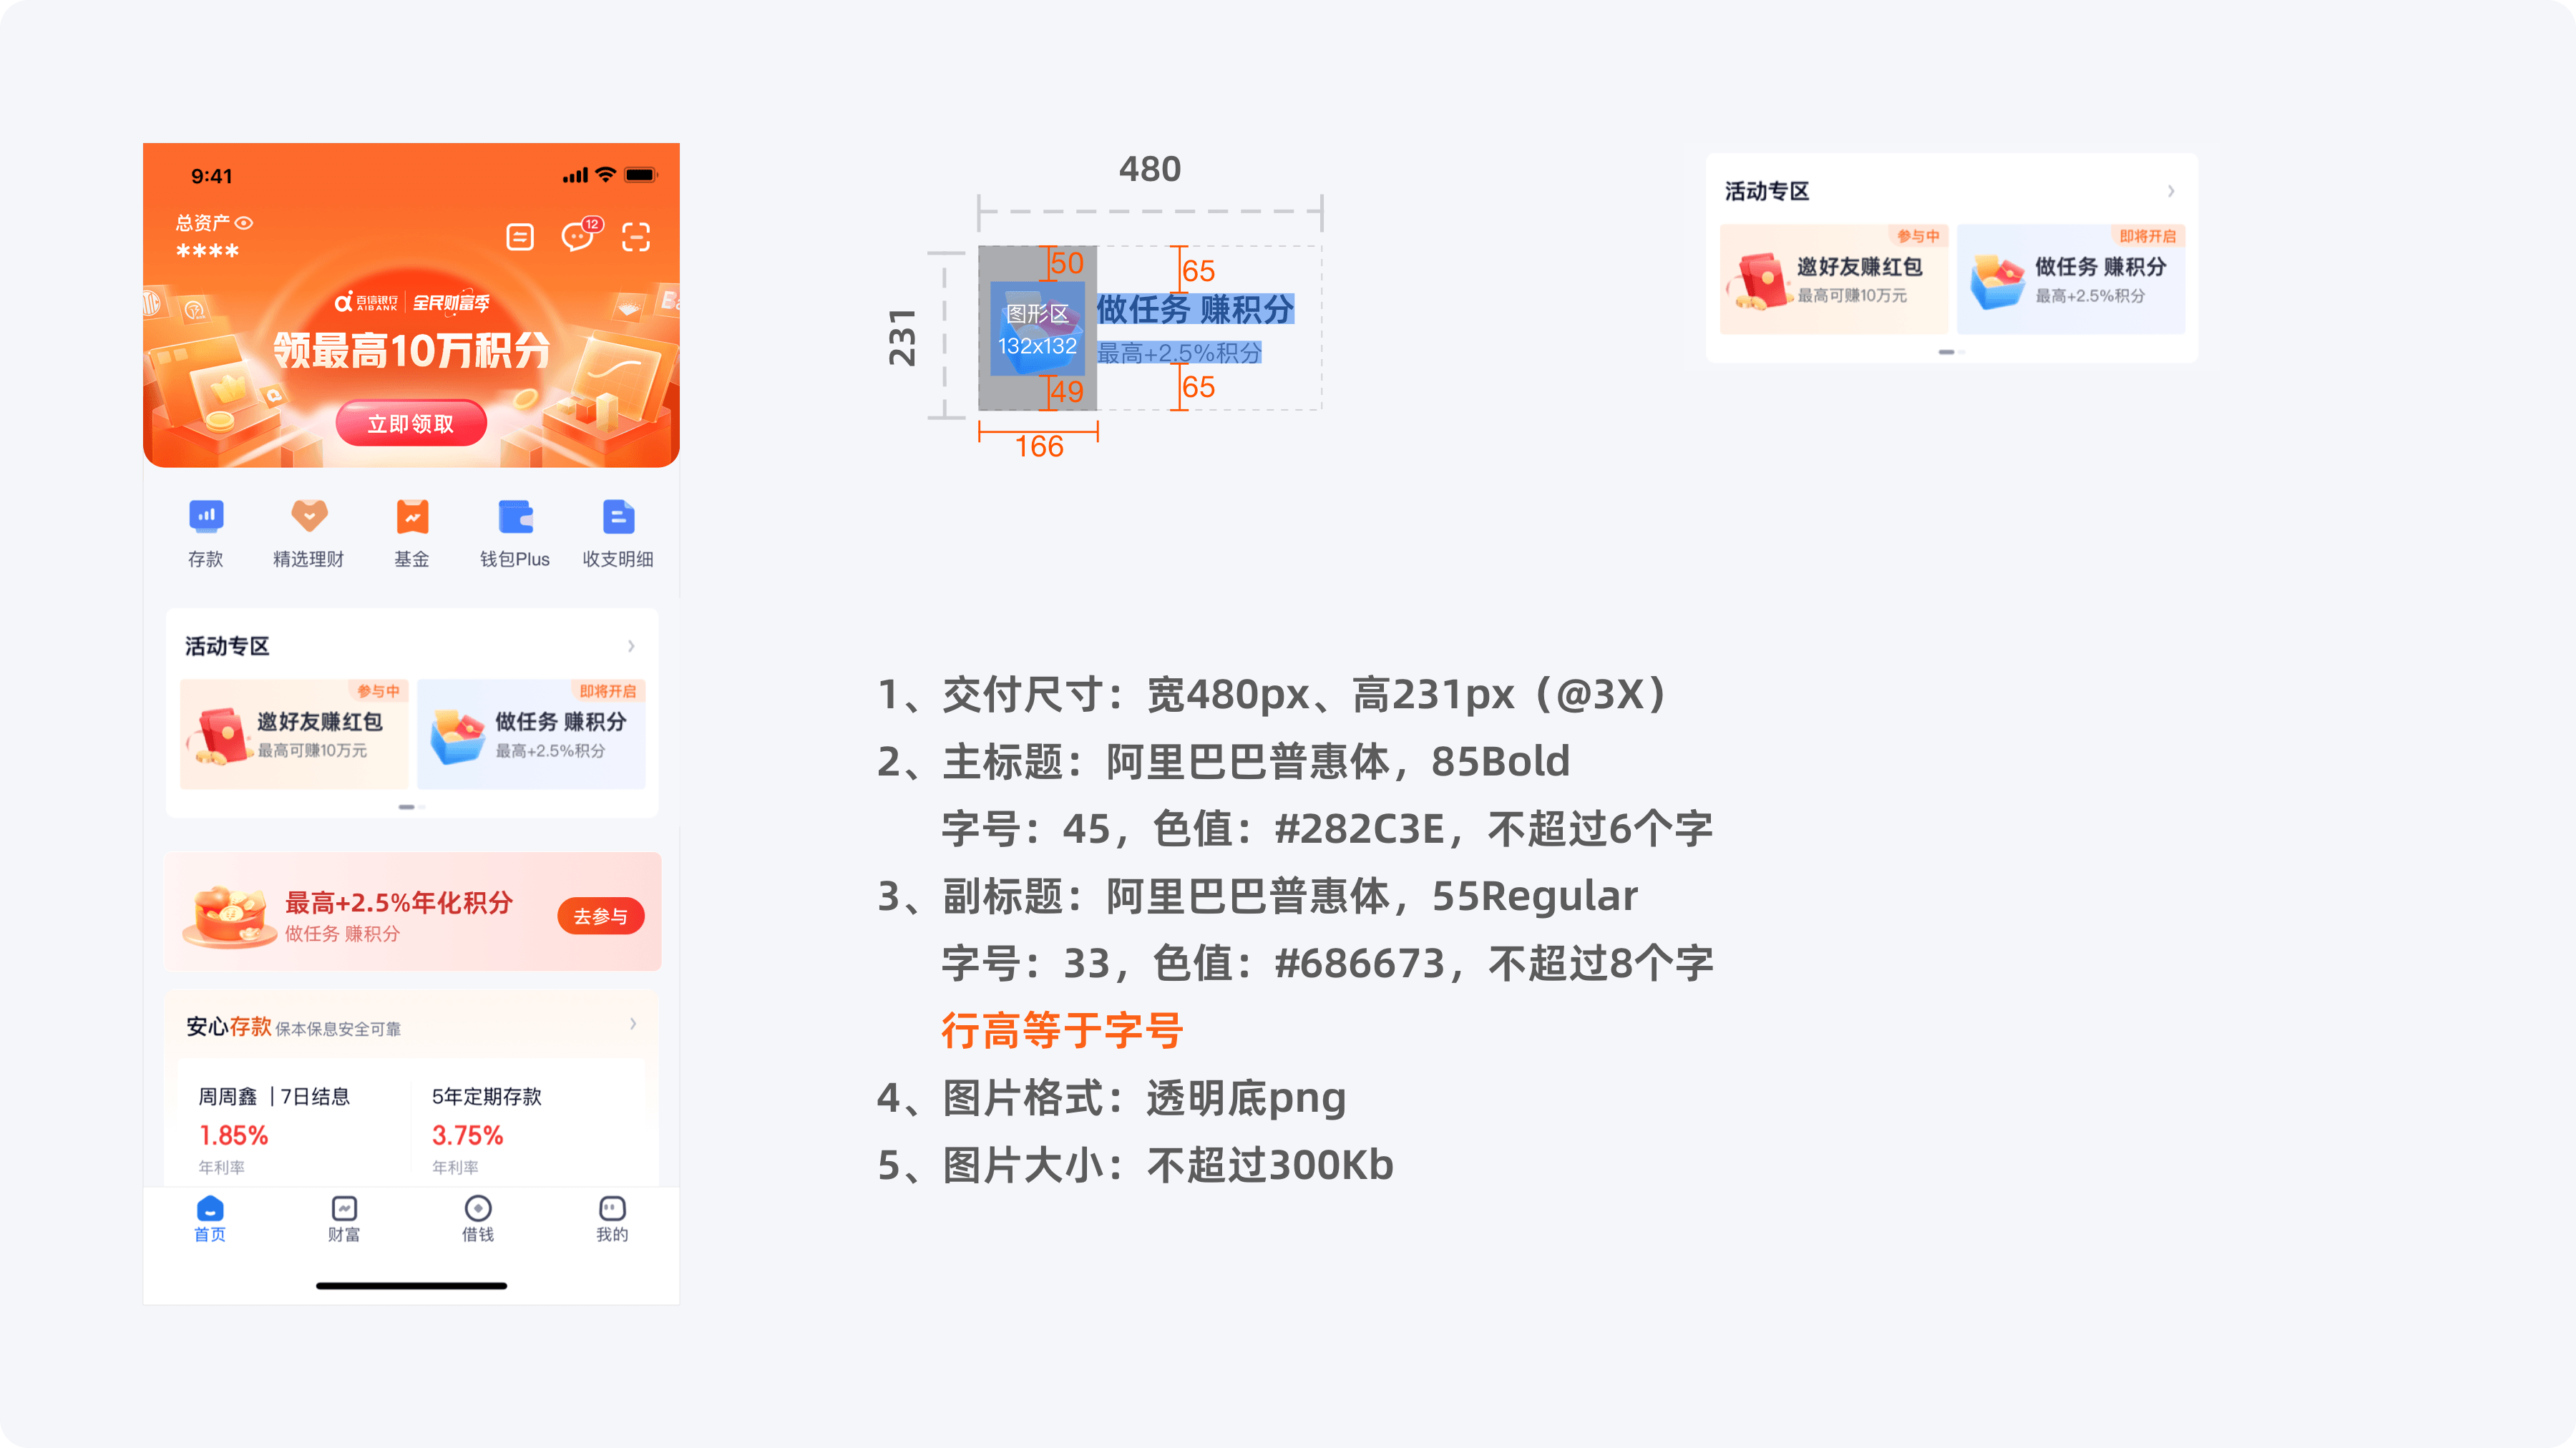 9:41
总资产
****
12
百信银行
AIBANK
全民财富季
领最高10万积分
立即领取
存款
精选理财
基金
钱包Plus
收支明细
活动专区
参与中
邀好友赚红包
最高可赚10万元
即将开启
做任务 赚积分
最高+2.5%积分
最高+2.5%年化积分
做任务 赚积分
去参与
安心存款 保本保息安全可靠
周周鑫 | 7日结息
1.85%
年利率
5年定期存款
3.75%
年利率
首页
财富
借钱
我的
480
231
50
图形区
132x132
49
166
65
做任务 赚积分
最高+2.5%积分
65
活动专区
参与中
邀好友赚红包
最高可赚10万元
即将开启
做任务 赚积分
最高+2.5%积分
1、交付尺寸：宽480px、高231px（@3X）
2、主标题：阿里巴巴普惠体，85Bold
字号：45，色值：#282C3E，不超过6个字
3、副标题：阿里巴巴普惠体，55Regular
字号：33，色值：#686673，不超过8个字
行高等于字号
4、图片格式：透明底png
5、图片大小：不超过300Kb